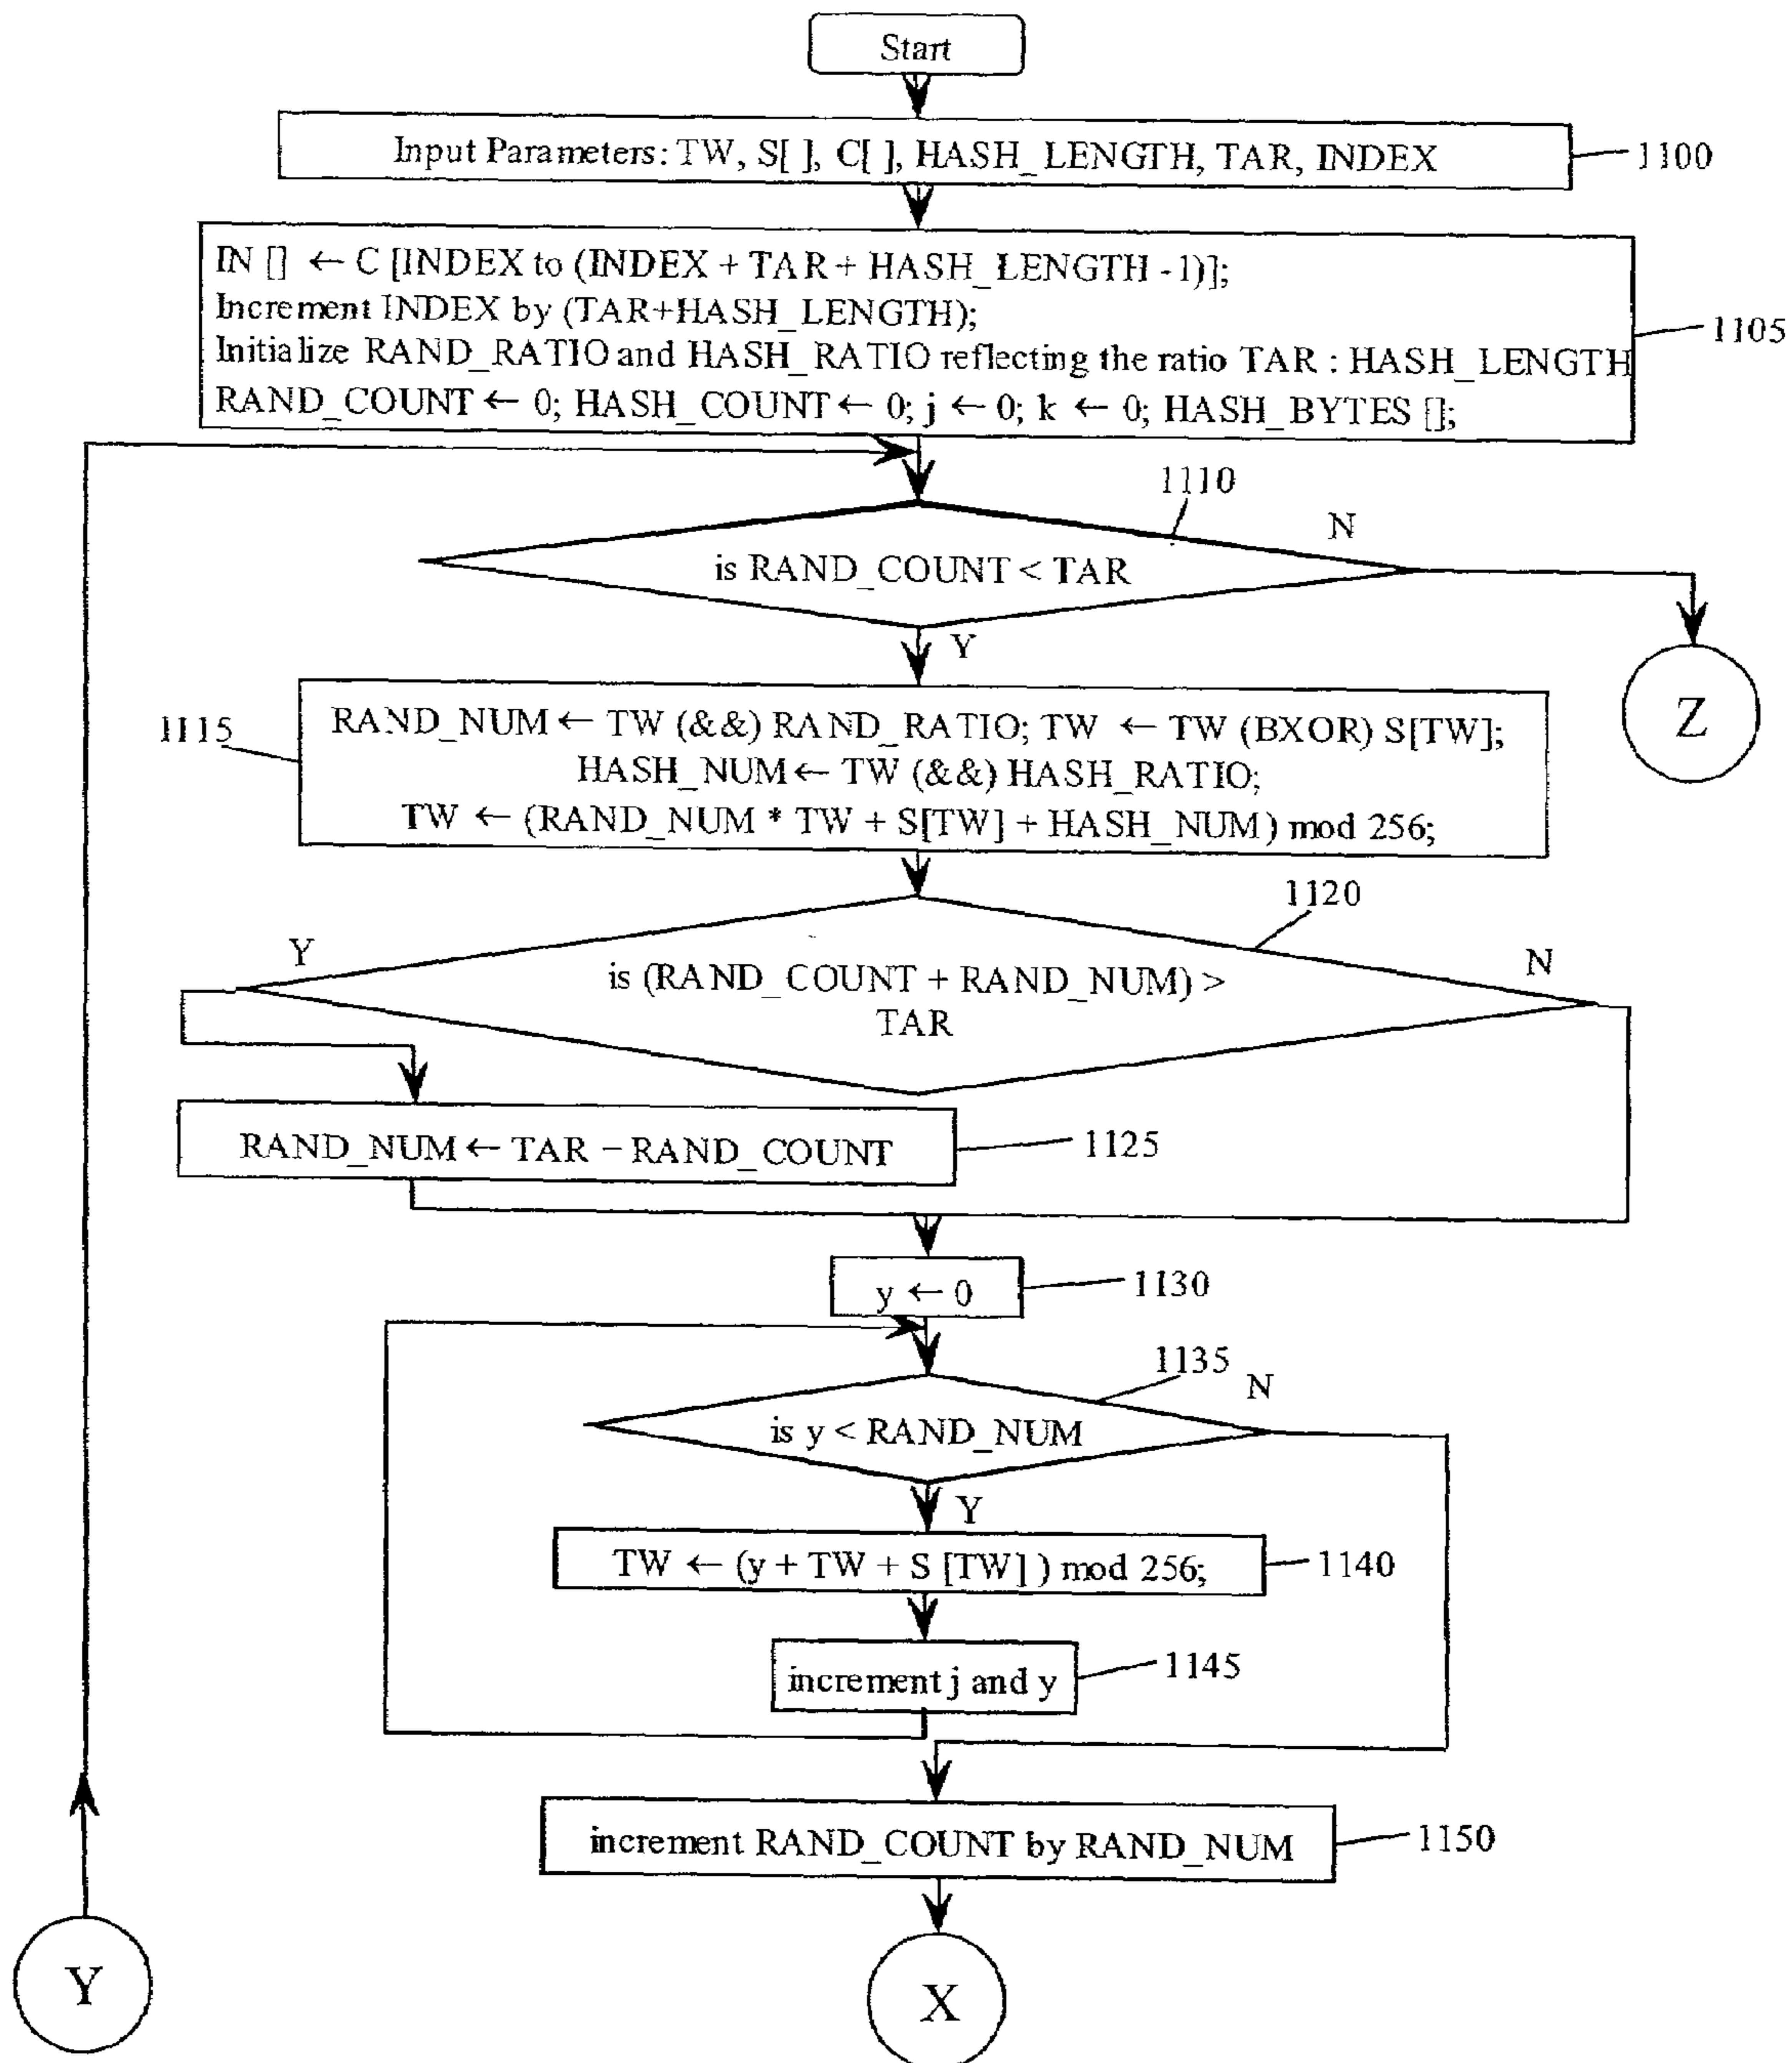 Start
Input Parameters: TW, S[ ], C[ ], HASH_LENGTH, TAR, INDEX
1100
IN [] ← C [INDEX to (INDEX + TAR + HASH_LENGTH -1)];
Increment INDEX by (TAR+HASH_LENGTH);
Initialize RAND_RATIO and HASH_RATIO reflecting the ratio TAR : HASH_LENGTH
RAND_COUNT ← 0; HASH_COUNT ← 0; j ← 0; k ← 0; HASH_BYTES [];
1105
1110
N
is RAND_COUNT < TAR
Y
Z
1115
RAND_NUM ← TW (&&) RAND_RATIO; TW ← TW (BXOR) S[TW];
HASH_NUM ← TW (&&) HASH_RATIO;
TW ← (RAND_NUM * TW + S[TW] + HASH_NUM) mod 256;
1120
Y
N
is (RAND_COUNT + RAND_NUM) >
TAR
RAND_NUM ← TAR – RAND_COUNT
1125
y ← 0
1130
1135
N
is y < RAND_NUM
Y
TW ← (y + TW + S [TW] ) mod 256;
1140
increment j and y
1145
increment RAND_COUNT by RAND_NUM
1150
Y
X